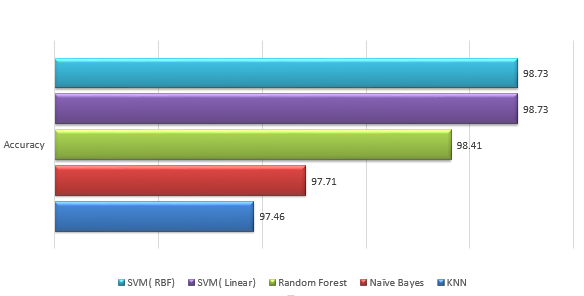 98.73
98.73
Accuracy
98.41
97.71
97.46
SVM( RBF) SVM( Linear) Random Forest Naïve Bayes KNN